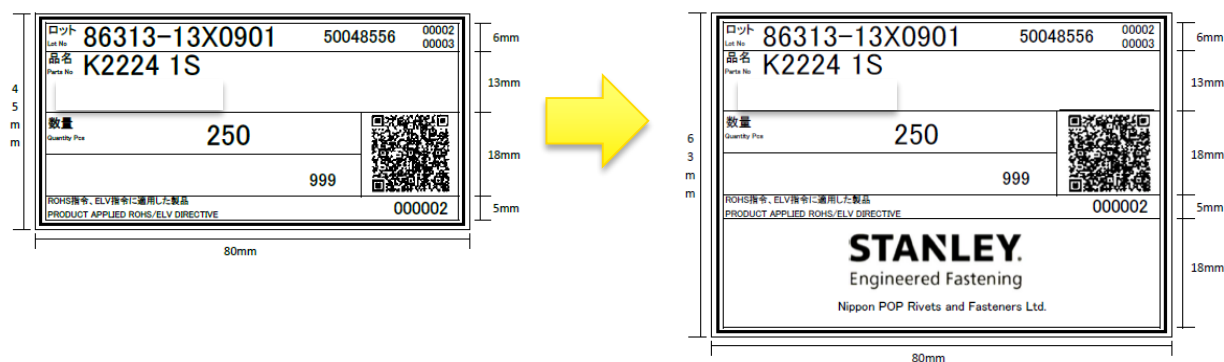 ロット 86313-13X0901 50048556 00002
Lot No 00003
品名 K2224 1S
Parts No
数量
Quantity Pcs 250
999
ROHS指令、ELV指令に適用した製品
PRODUCT APPLIED ROHS/ELV DIRECTIVE 000002
45mm
6mm
13mm
18mm
5mm
80mm
ロット 86313-13X0901 50048556 00002
Lot No 00003
品名 K2224 1S
Parts No
数量
Quantity Pcs 250
999
ROHS指令、ELV指令に適用した製品
PRODUCT APPLIED ROHS/ELV DIRECTIVE 000002
STANLEY.
Engineered Fastening
Nippon POP Rivets and Fasteners Ltd.
63mm
6mm
13mm
18mm
5mm
18mm
80mm